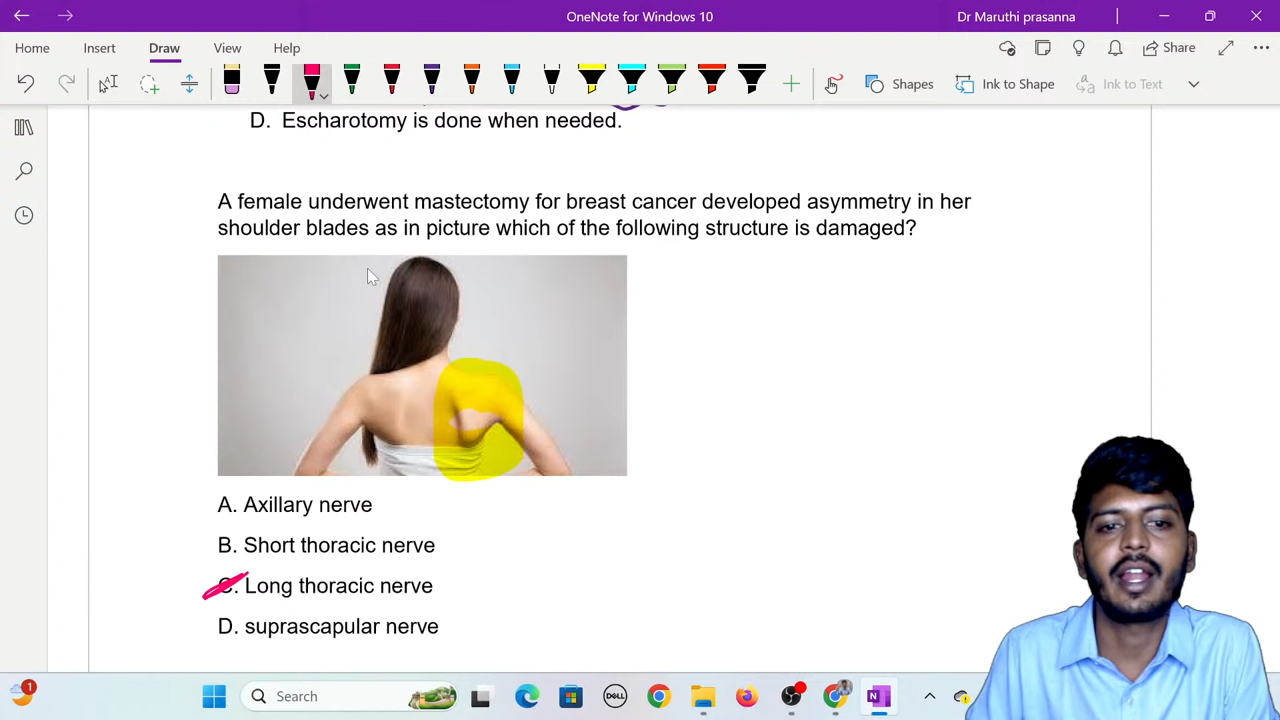 OneNote for Windows 10
Dr Maruthi prasanna
Home
Insert
Draw
View
Help
Share
Shapes
Ink to Shape
Ink to Text
D. Escharotomy is done when needed.
A female underwent mastectomy for breast cancer developed asymmetry in her
shoulder blades as in picture which of the following structure is damaged?
A. Axillary nerve
B. Short thoracic nerve
C. Long thoracic nerve
D. suprascapular nerve
1
Search
DELL